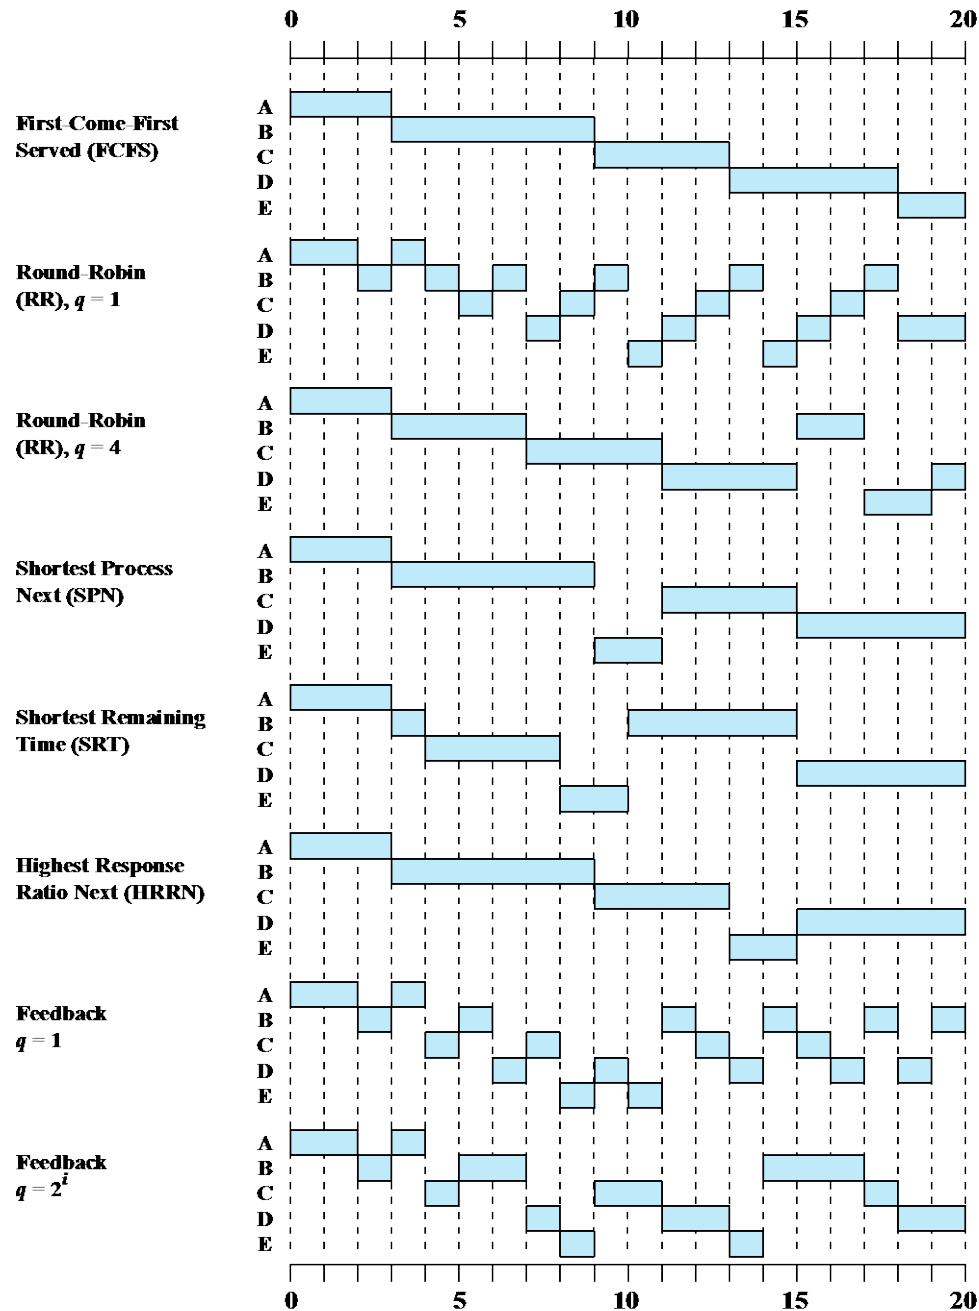 0 5 10 15 20
First-Come-First
Served (FCFS)
A
B
C
D
E
Round-Robin
(RR), q = 1
A
B
C
D
E
Round-Robin
(RR), q = 4
A
B
C
D
E
Shortest Process
Next (SPN)
A
B
C
D
E
Shortest Remaining
Time (SRT)
A
B
C
D
E
Highest Response
Ratio Next (HRRN)
A
B
C
D
E
Feedback
q = 1
A
B
C
D
E
Feedback
q = 2^i
A
B
C
D
E
0 5 10 15 20